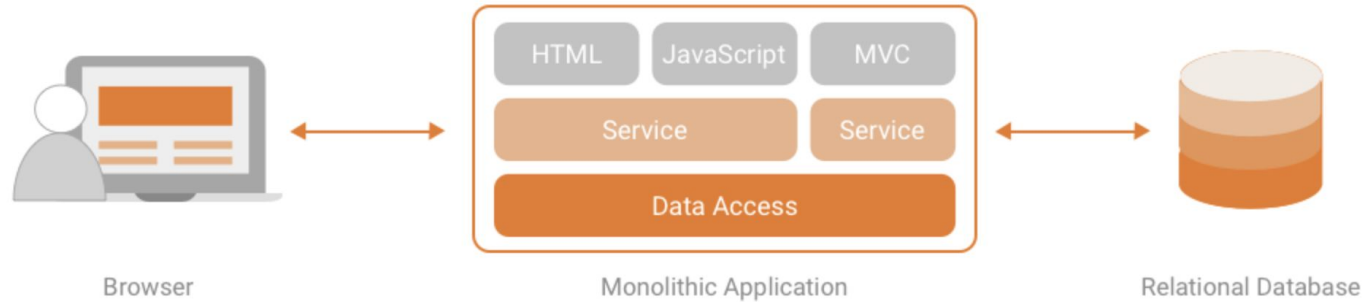 HTML JavaScript MVC
Service Service
Data Access
Browser Monolithic Application Relational Database